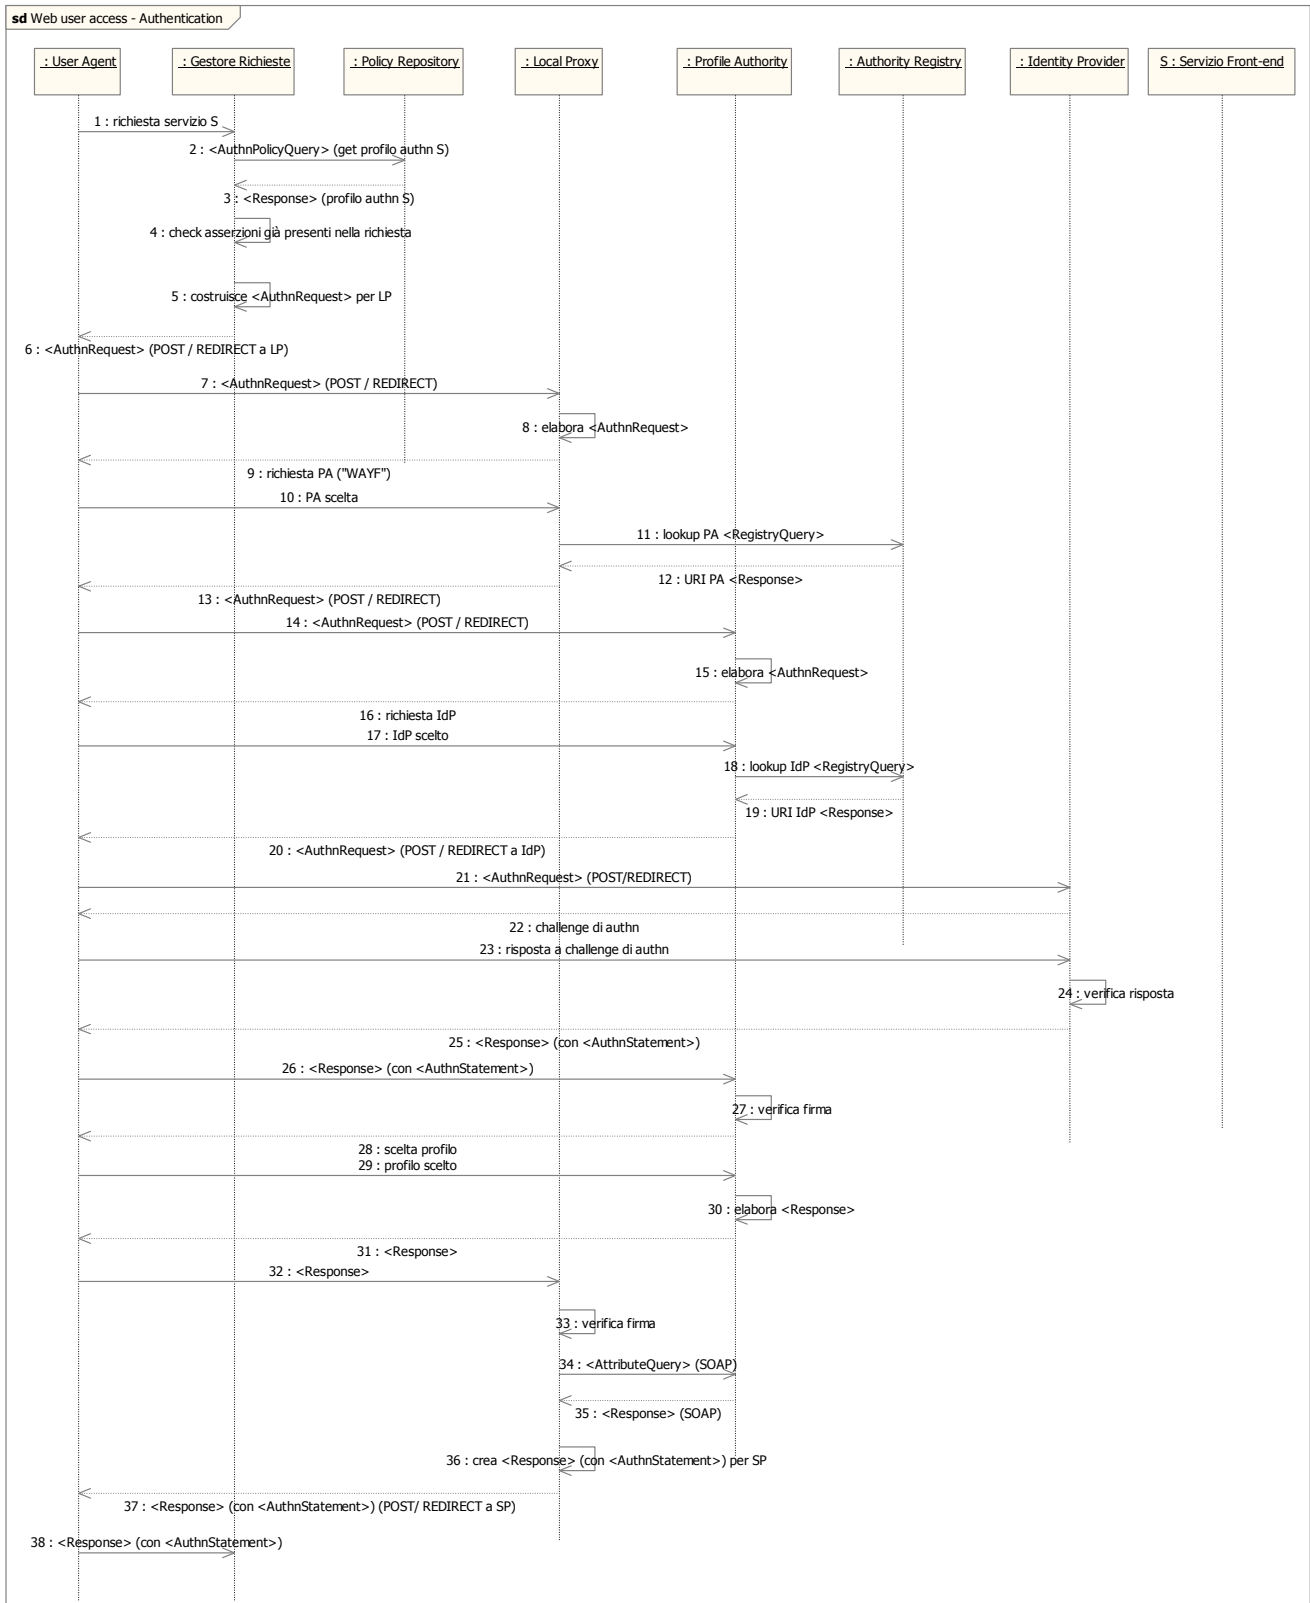 sd Web user access - Authentication
: User Agent
: Gestore Richieste
: Policy Repository
: Local Proxy
: Profile Authority
: Authority Registry
: Identity Provider
S : Servizio Front-end
1 : richiesta servizio S
2 : <AuthnPolicyQuery> (get profilo authn S)
3 : <Response> (profilo authn S)
4 : check asserzioni già presenti nella richiesta
5 : costruisce <AuthnRequest> per LP
6 : <AuthnRequest> (POST / REDIRECT a LP)
7 : <AuthnRequest> (POST / REDIRECT)
8 : elabora <AuthnRequest>
9 : richiesta PA ("WAYF")
10 : PA scelta
11 : lookup PA <RegistryQuery>
12 : URI PA <Response>
13 : <AuthnRequest> (POST / REDIRECT)
14 : <AuthnRequest> (POST / REDIRECT)
15 : elabora <AuthnRequest>
16 : richiesta IdP
17 : IdP scelto
18 : lookup IdP <RegistryQuery>
19 : URI IdP <Response>
20 : <AuthnRequest> (POST / REDIRECT a IdP)
21 : <AuthnRequest> (POST/REDIRECT)
22 : challenge di authn
23 : risposta a challenge di authn
24 : verifica risposta
25 : <Response> (con <AuthnStatement>)
26 : <Response> (con <AuthnStatement>)
27 : verifica firma
28 : scelta profilo
29 : profilo scelto
30 : elabora <Response>
31 : <Response>
32 : <Response>
33 : verifica firma
34 : <AttributeQuery> (SOAP)
35 : <Response> (SOAP)
36 : crea <Response> (con <AuthnStatement>) per SP
37 : <Response> (con <AuthnStatement>) (POST/ REDIRECT a SP)
38 : <Response> (con <AuthnStatement>)